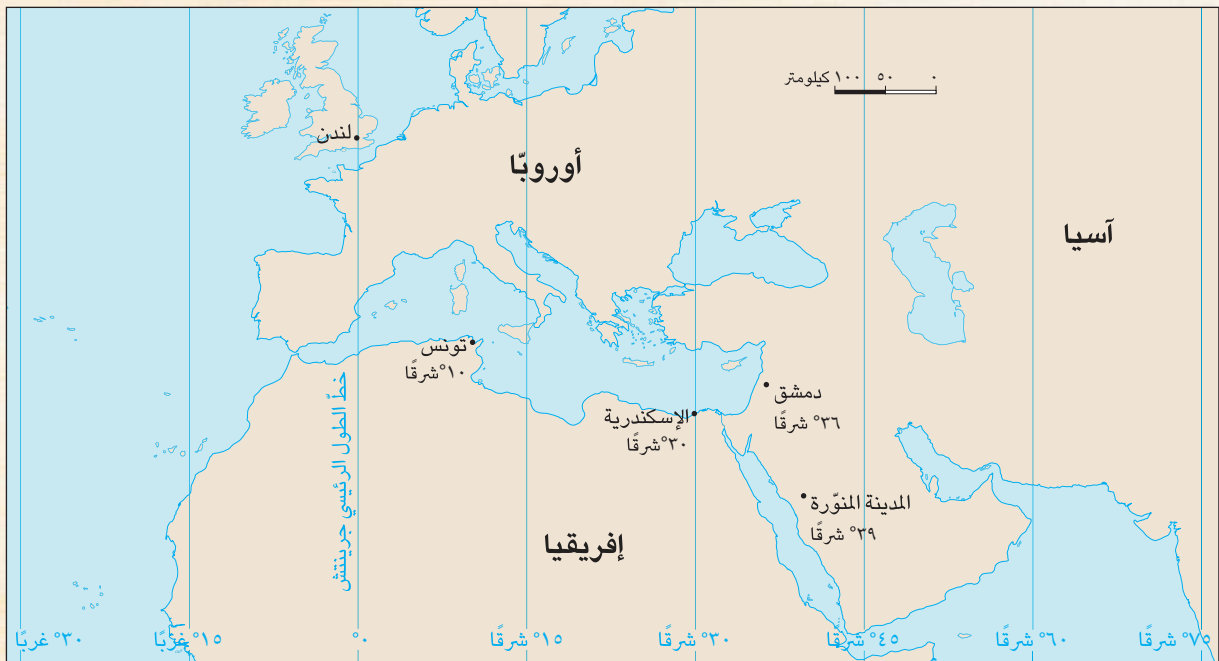 كيلومتر ١٠٠ ٥٠ ٠
لندن
أوروبّا
آسيا
تونس
١٠°شرقًا
دمشق
٣٦° شرقًا
الإسكندرية
٣٠°شرقًا
المدينة المنوّرة
٣٩° شرقًا
إفريقيا
خطّ الطول الرئيسي جرينتش
٣٠° غربًا
١٥° غربًا
٠°
١٥° شرقًا
٣٠° شرقًا
٤٥° شرقًا
٦٠° شرقًا
٧٥° شرقًا